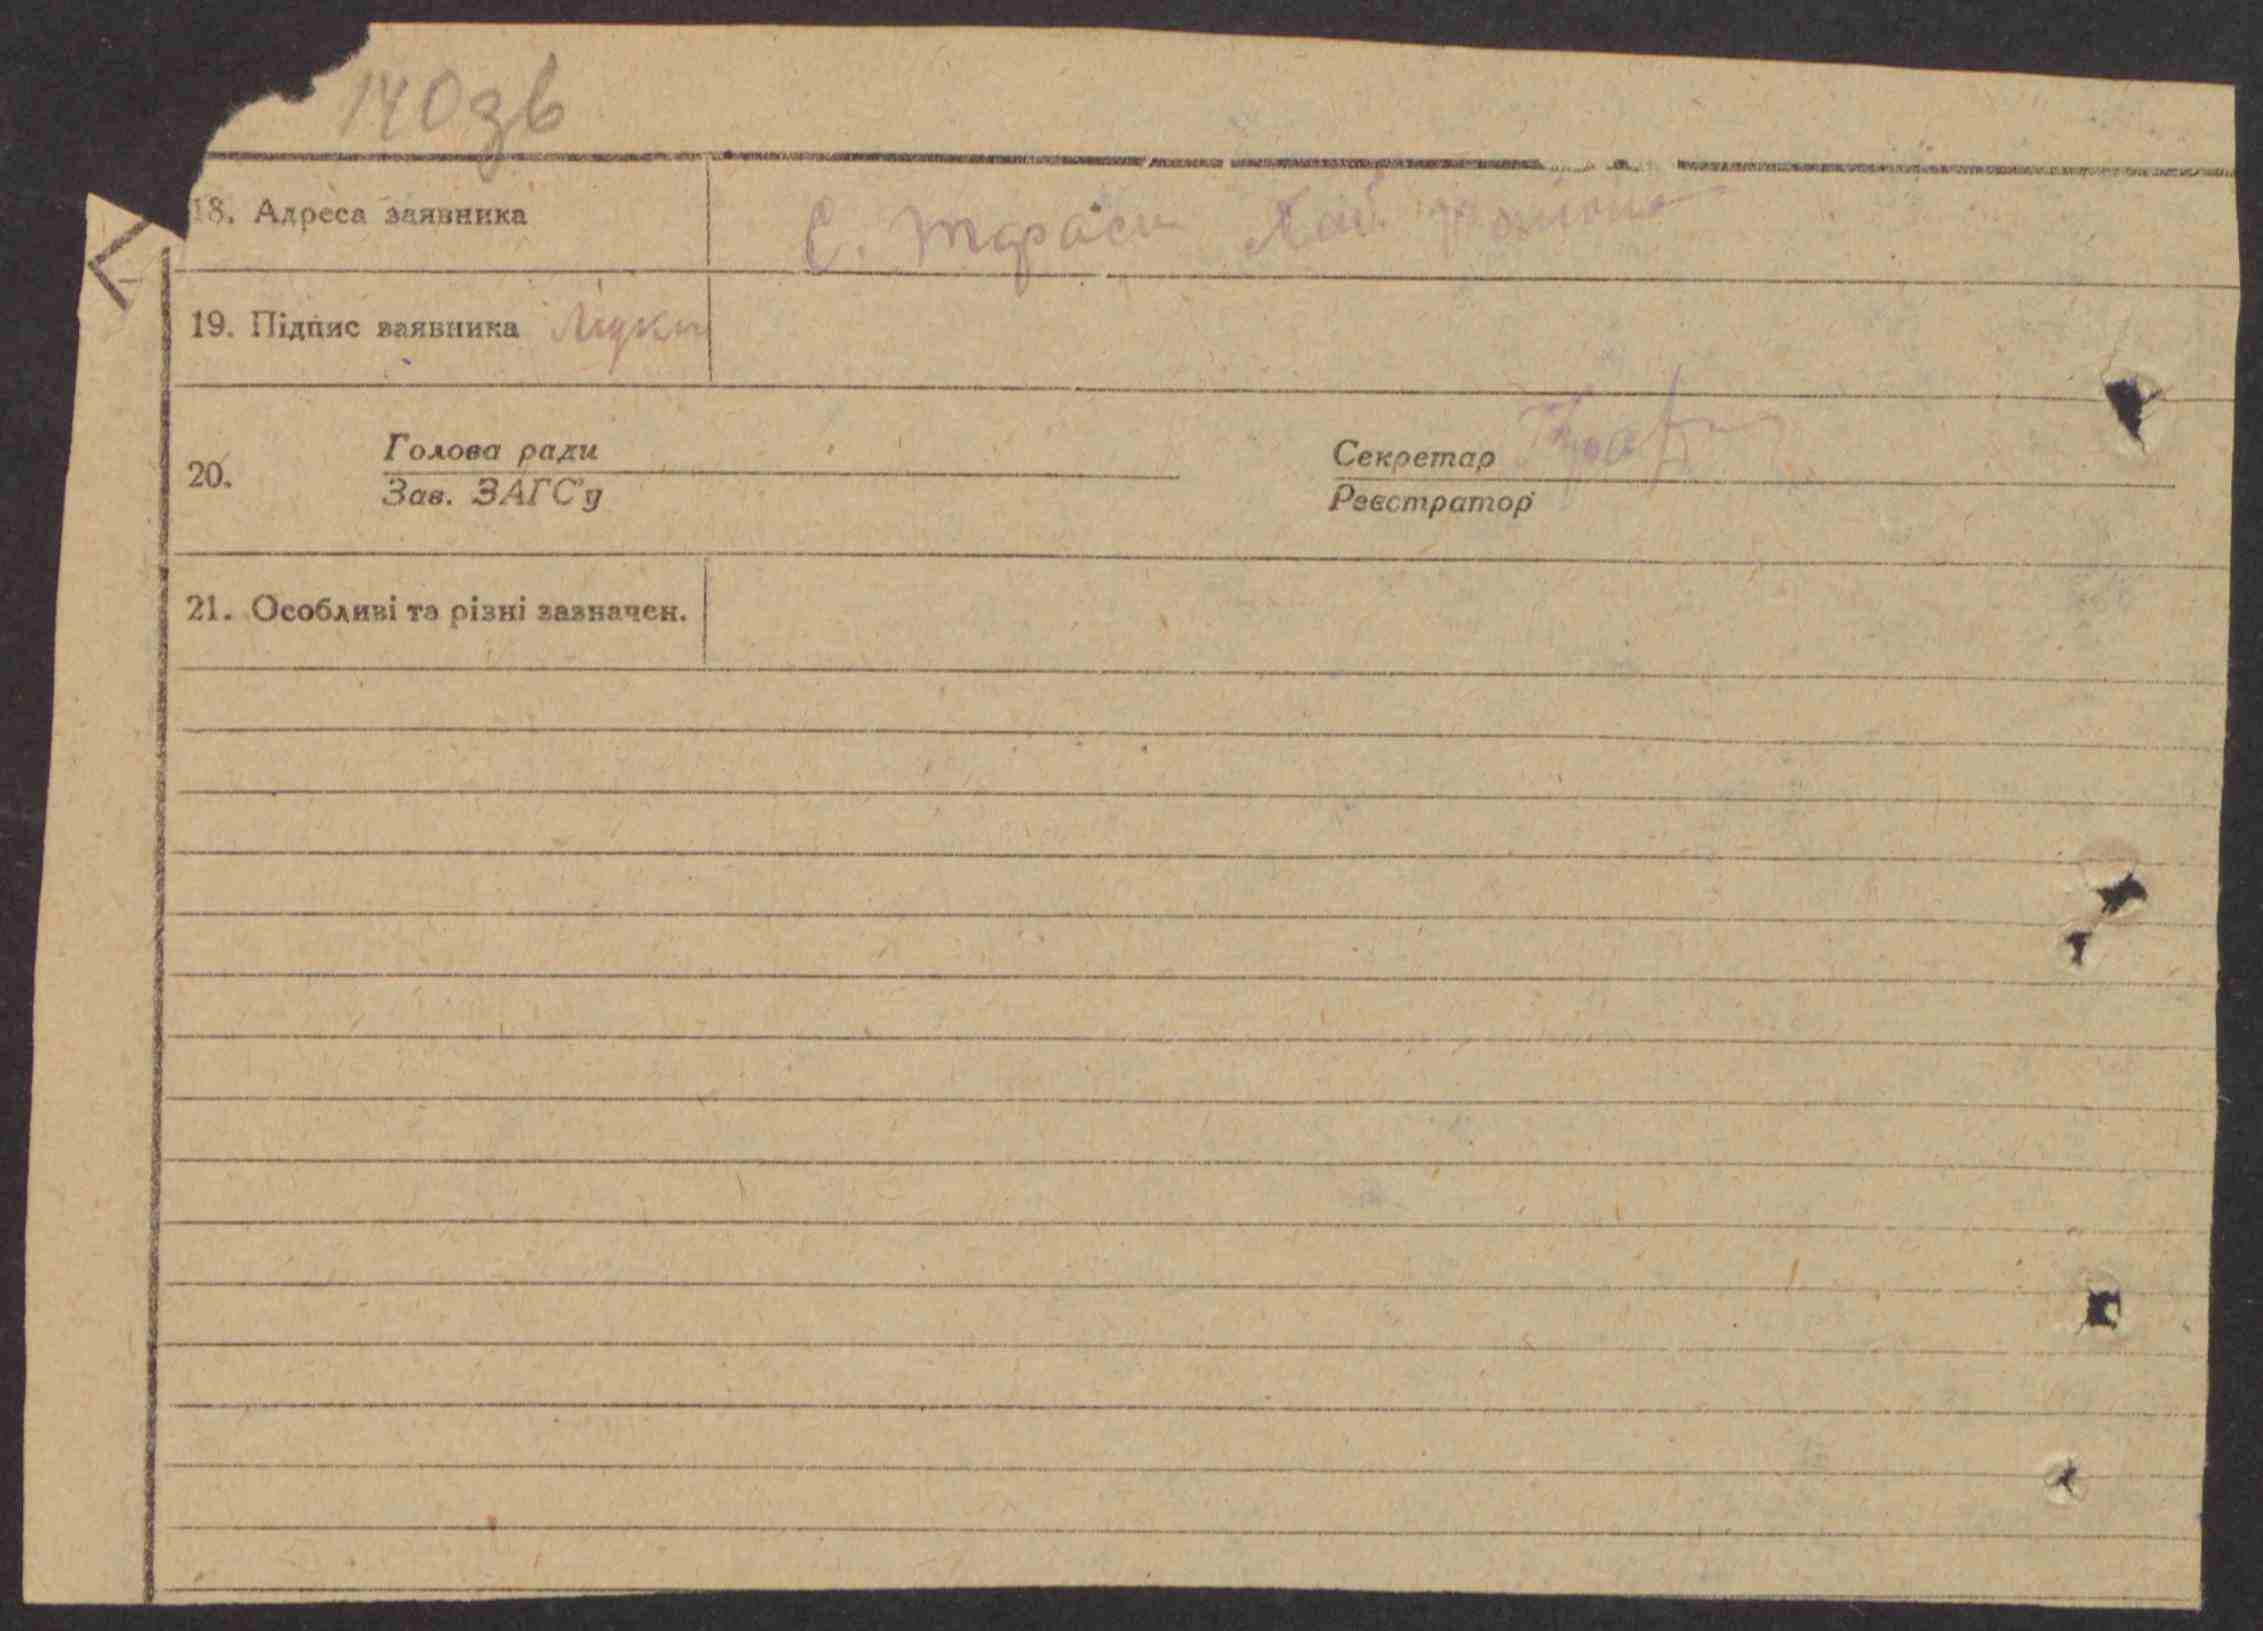 140зв
18. Адреса заявника С.
19. Підпис заявника
20. Голова ради Секретар
Зав. ЗАГС'у Реєстратор
21. Особливі та різні зазначен.